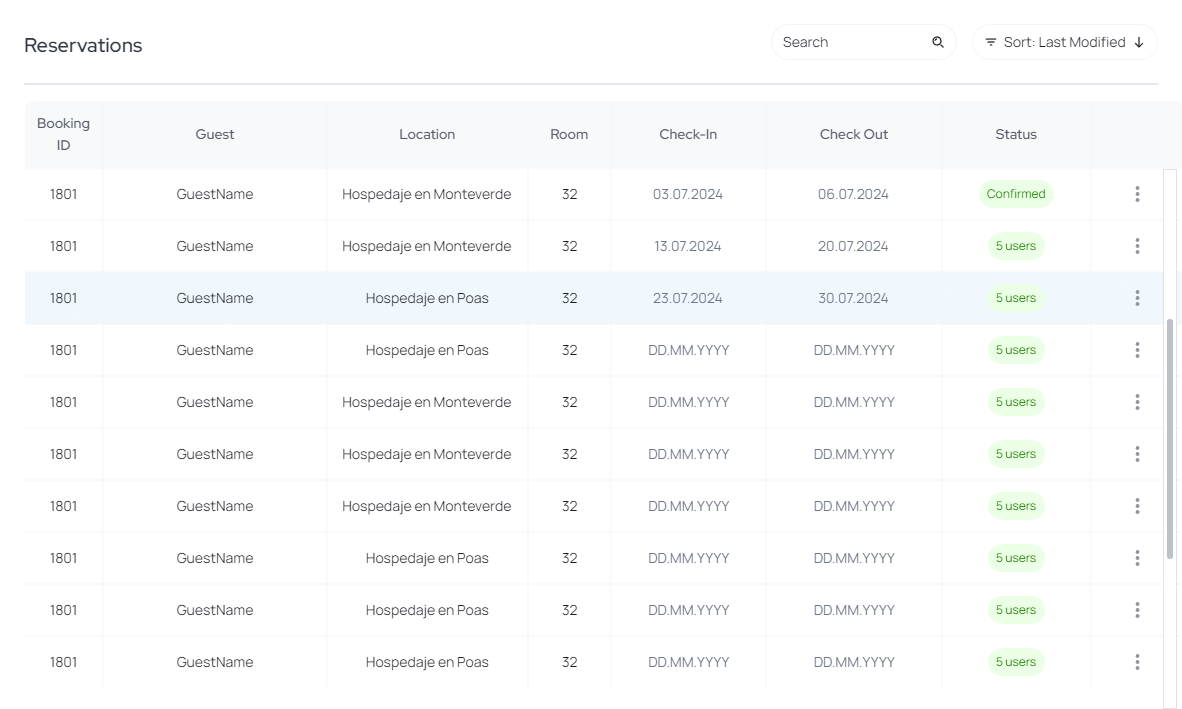 Reservations
Search
Sort: Last Modified
Booking ID Guest Location Room Check-In Check Out Status
1801 GuestName Hospedaje en Monteverde 32 03.07.2024 06.07.2024 Confirmed
1801 GuestName Hospedaje en Monteverde 32 13.07.2024 20.07.2024 5 users
1801 GuestName Hospedaje en Poas 32 23.07.2024 30.07.2024 5 users
1801 GuestName Hospedaje en Poas 32 DD.MM.YYYY DD.MM.YYYY 5 users
1801 GuestName Hospedaje en Monteverde 32 DD.MM.YYYY DD.MM.YYYY 5 users
1801 GuestName Hospedaje en Monteverde 32 DD.MM.YYYY DD.MM.YYYY 5 users
1801 GuestName Hospedaje en Monteverde 32 DD.MM.YYYY DD.MM.YYYY 5 users
1801 GuestName Hospedaje en Poas 32 DD.MM.YYYY DD.MM.YYYY 5 users
1801 GuestName Hospedaje en Poas 32 DD.MM.YYYY DD.MM.YYYY 5 users
1801 GuestName Hospedaje en Poas 32 DD.MM.YYYY DD.MM.YYYY 5 users